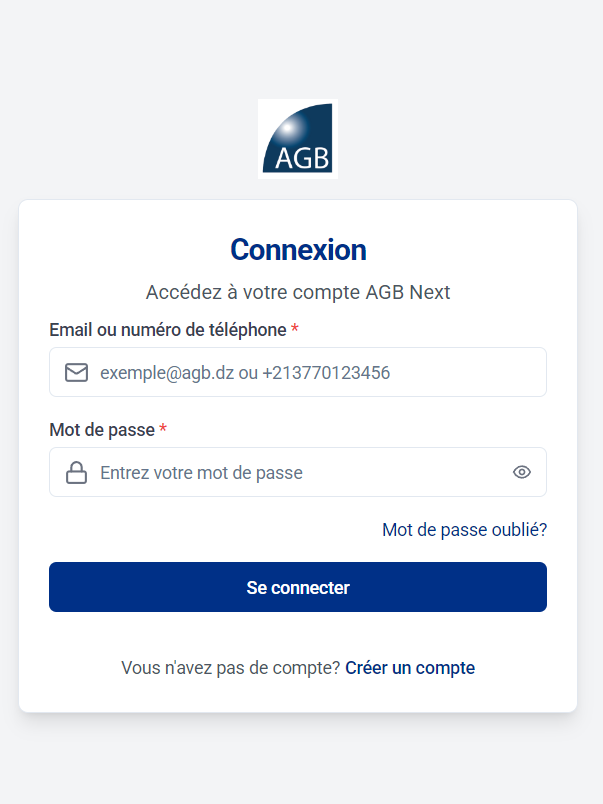 AGB
Connexion
Accédez à votre compte AGB Next
Email ou numéro de téléphone *
exemple@agb.dz ou +213770123456
Mot de passe *
Entrez votre mot de passe
Mot de passe oublié?
Se connecter
Vous n'avez pas de compte? Créer un compte